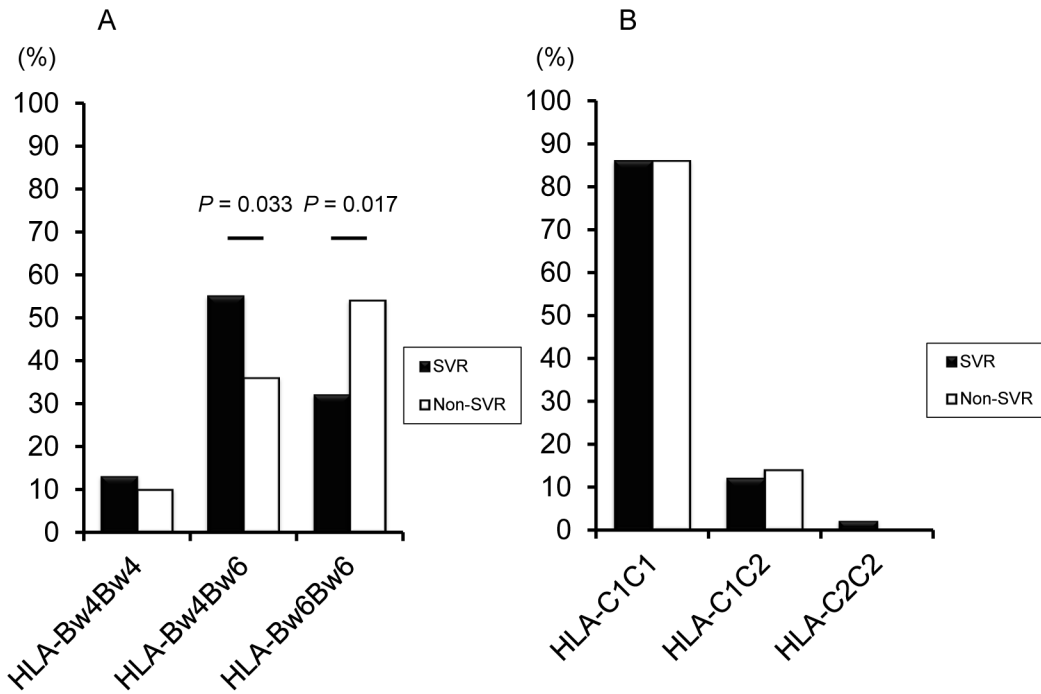 A
(%)
100
90
80
70
60
50
40
30
20
10
0
P = 0.033 P = 0.017
HLA-Bw4Bw4
HLA-Bw4Bw6
HLA-Bw6Bw6
SVR
Non-SVR
B
(%)
100
90
80
70
60
50
40
30
20
10
0
HLA-C1C1
HLA-C1C2
HLA-C2C2
SVR
Non-SVR